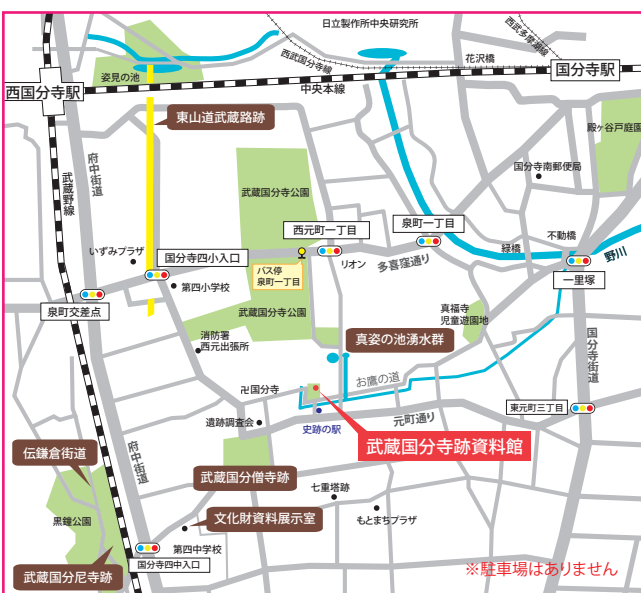 日立製作所中央研究所
西武多摩湖線
西武国分寺線
花沢橋
姿見の池
国分寺駅
西国分寺駅
中央本線
東山道武蔵路跡
殿ヶ谷戸庭園
府中街道
武蔵野線
国分寺南郵便局
武蔵国分寺公園
西元町一丁目
泉町一丁目
不動橋
緑橋
野川
いずみプラザ
国分寺四小入口
リオン
多喜窪通り
バス停
泉町一丁目
第四小学校
一里塚
泉町交差点
武蔵国分寺公園
真福寺
児童遊園地
消防署
西元出張所
真姿の池湧水群
国分寺街道
お鷹の道
卍国分寺
東元町三丁目
遺跡調査会
史跡の駅
元町通り
武蔵国分寺跡資料館
府中街道
伝鎌倉街道
武蔵国分僧寺跡
七重塔跡
黒鐘公園
文化財資料展示室
もとまちプラザ
第四中学校
国分寺四中入口
武蔵国分尼寺跡
※駐車場はありません